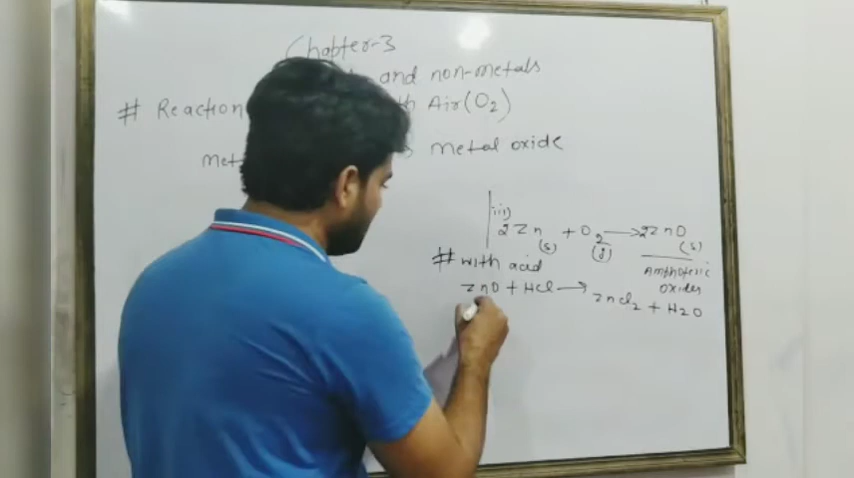 Chapter-3
and non-metals
# Reaction Air(O2)
metal oxide
iii)
2Zn(s) + O2(g) → 2ZnO(s)
Amphoteric
oxides
# with acid
ZnO + HCl →
ZnCl2 + H2O